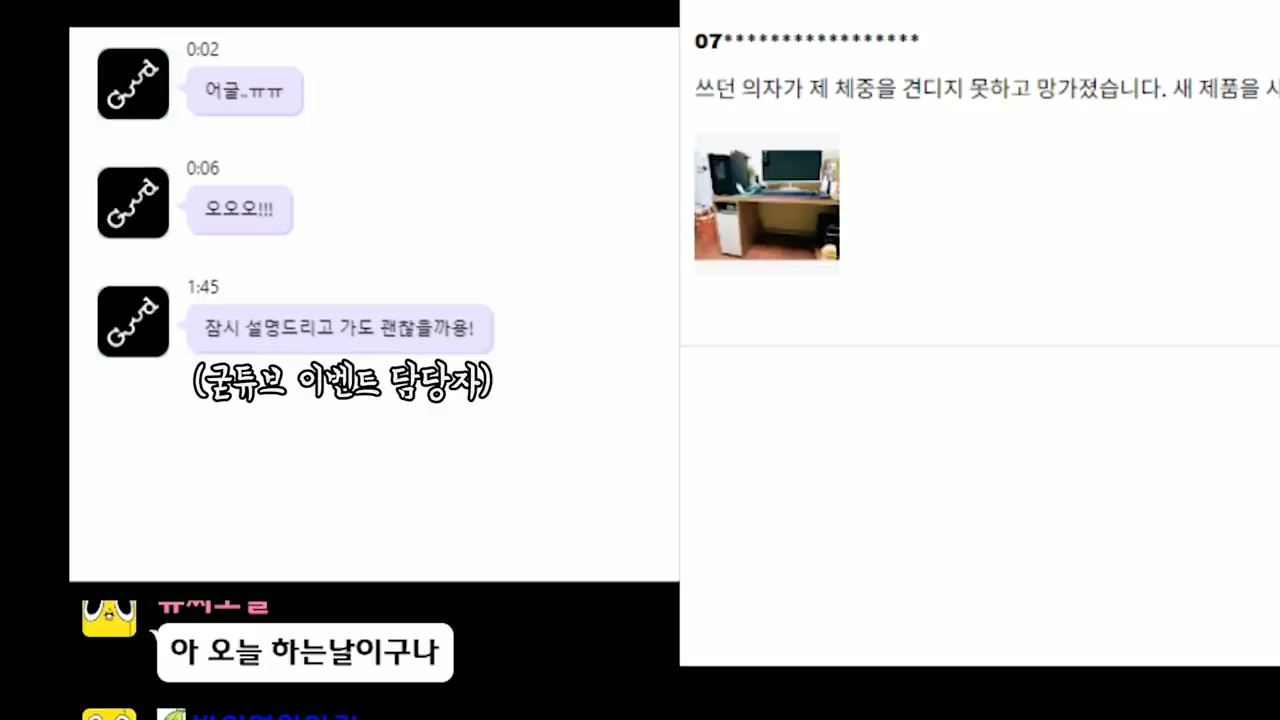 0:02
어굴..ㅠㅠ
0:06
오오오!!!
1:45
잠시 설명드리고 가도 괜찮을까용!
(굳튜브 이벤트 담당자)
07*****************
쓰던 의자가 제 체중을 견디지 못하고 망가졌습니다. 새 제품을
아 오늘 하는날이구나